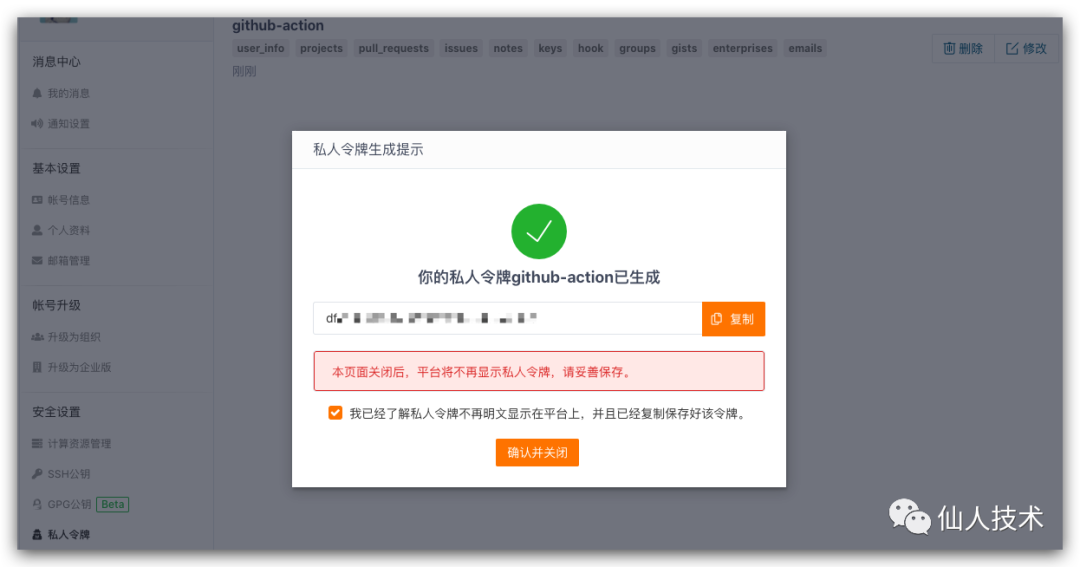 github-action
user_info projects pull_requests issues notes keys hook groups gists enterprises emails
刚刚
删除 修改
消息中心
我的消息
通知设置
基本设置
帐号信息
个人资料
邮箱管理
帐号升级
升级为组织
升级为企业版
安全设置
计算资源管理
SSH公钥
GPG公钥 Beta
私人令牌
私人令牌生成提示
你的私人令牌github-action已生成
df
复制
本页面关闭后，平台将不再显示私人令牌，请妥善保存。
我已经了解私人令牌不再明文显示在平台上，并且已经复制保存好该令牌。
确认并关闭
仙人技术